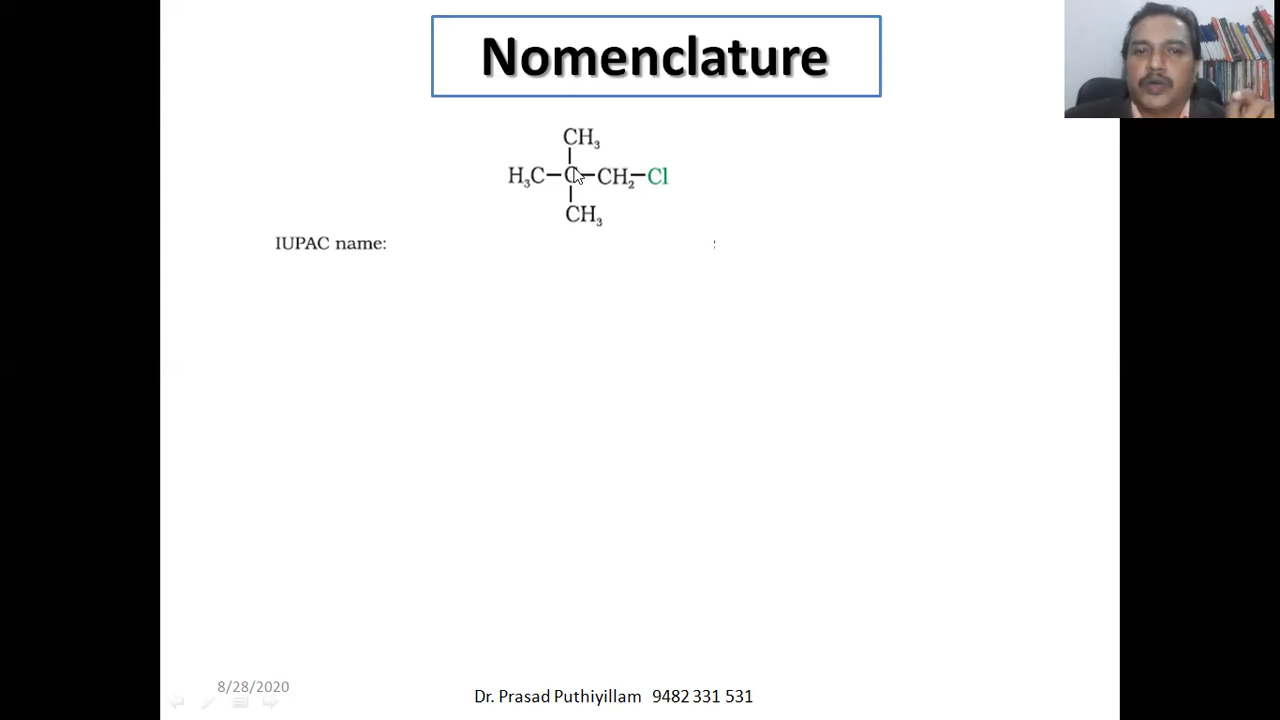 Nomenclature
CH₃
H₃C–C–CH₂–Cl
CH₃
IUPAC name: :
8/28/2020
Dr. Prasad Puthiyillam 9482 331 531